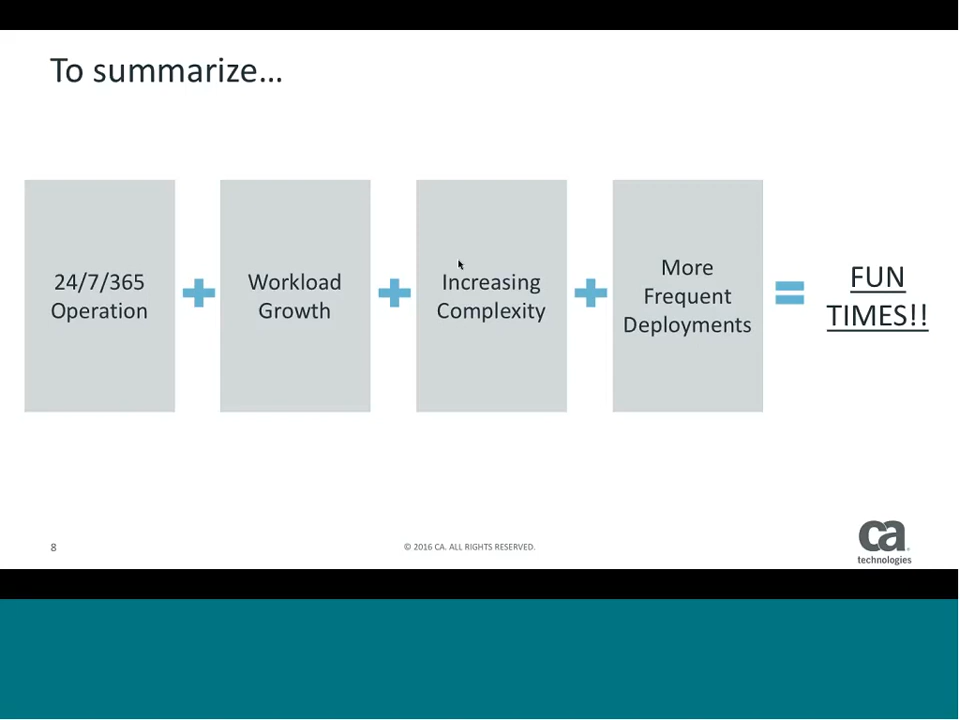 To summarize...
24/7/365
Operation
Workload
Growth
Increasing
Complexity
More
Frequent
Deployments
FUN
TIMES!!
8
© 2016 CA. ALL RIGHTS RESERVED.
ca
technologies